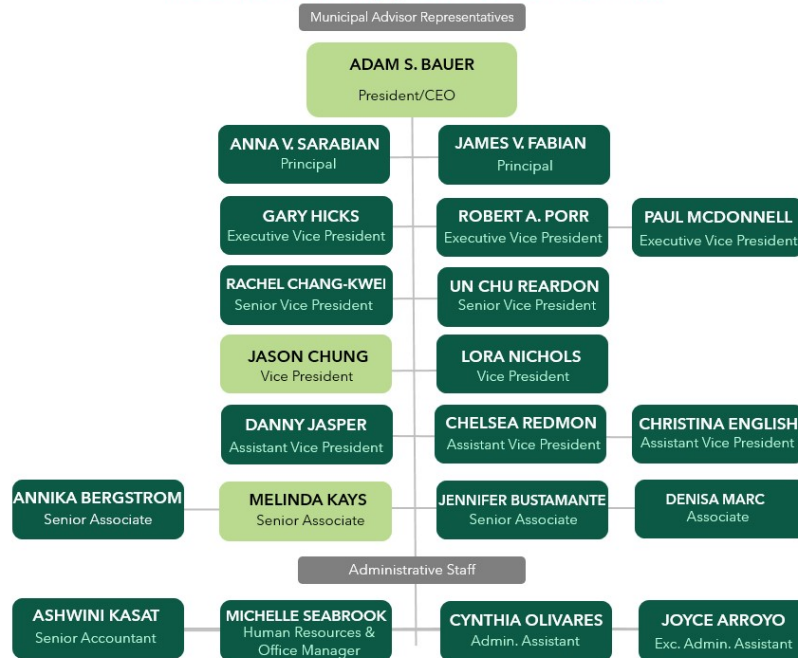 Municipal Advisor Representatives
ADAM S. BAUER
President/CEO
ANNA V. SARABIAN
Principal
JAMES V. FABIAN
Principal
GARY HICKS
Executive Vice President
ROBERT A. PORR
Executive Vice President
PAUL MCDONNELL
Executive Vice President
RACHEL CHANG-KWEI
Senior Vice President
UN CHU REARDON
Senior Vice President
JASON CHUNG
Vice President
LORA NICHOLS
Vice President
DANNY JASPER
Assistant Vice President
CHELSEA REDMON
Assistant Vice President
CHRISTINA ENGLISH
Assistant Vice President
ANNIKA BERGSTROM
Senior Associate
MELINDA KAYS
Senior Associate
JENNIFER BUSTAMANTE
Senior Associate
DENISA MARC
Associate
Administrative Staff
ASHWINI KASAT
Senior Accountant
MICHELLE SEABROOK
Human Resources &
Office Manager
CYNTHIA OLIVARES
Admin. Assistant
JOYCE ARROYO
Exc. Admin. Assistant